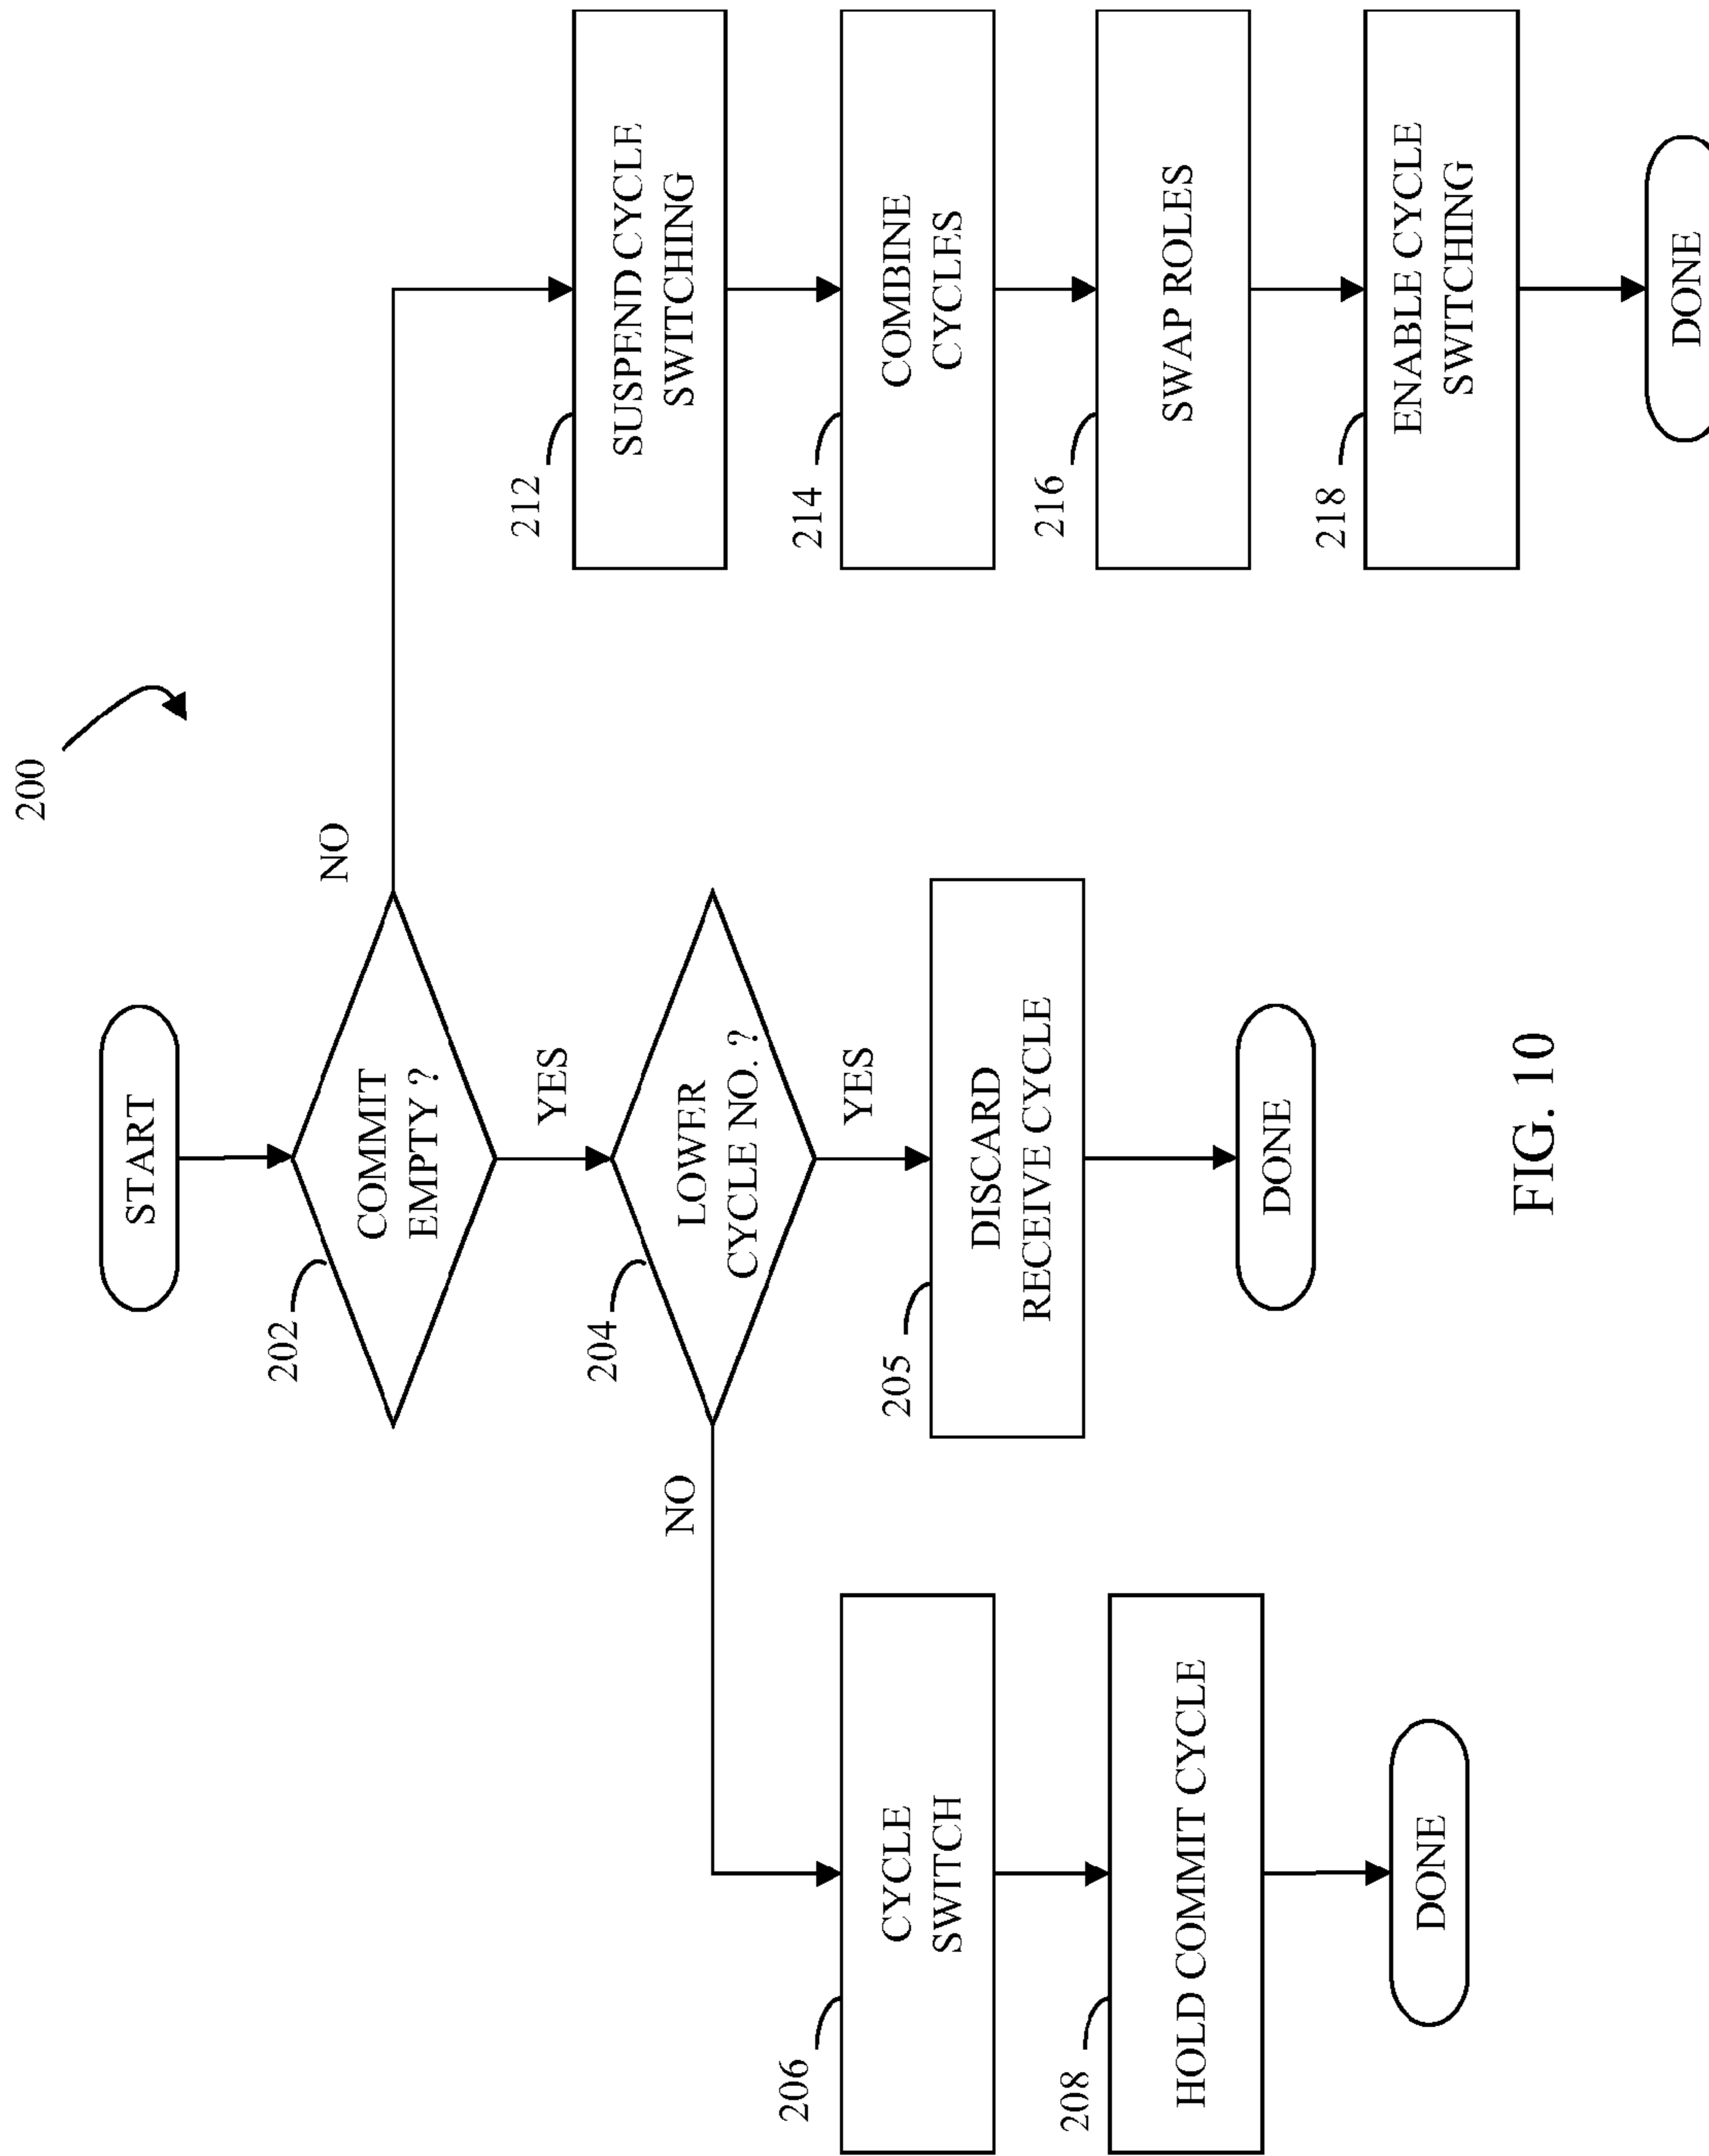 200
START
202
COMMIT
EMPTY ?
NO
YES
204
LOWER
CYCLE NO. ?
NO
YES
205
DISCARD
RECEIVE CYCLE
DONE
206
CYCLE
SWITCH
208
HOLD COMMIT CYCLE
DONE
212
SUSPEND CYCLE
SWITCHING
214
COMBINE
CYCLES
216
SWAP ROLES
218
ENABLE CYCLE
SWITCHING
DONE
FIG. 10